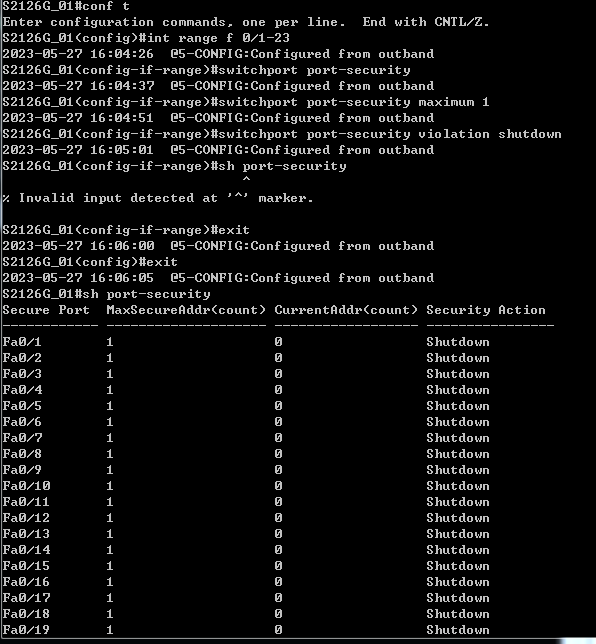 S2126G_01#conf t
Enter configuration commands, one per line.  End with CNTL/Z.
S2126G_01(config)#int range f 0/1-23
2023-05-27 16:04:26  @5-CONFIG:Configured from outband
S2126G_01(config-if-range)#switchport port-security
2023-05-27 16:04:37  @5-CONFIG:Configured from outband
S2126G_01(config-if-range)#switchport port-security maximum 1
2023-05-27 16:04:51  @5-CONFIG:Configured from outband
S2126G_01(config-if-range)#switchport port-security violation shutdown
2023-05-27 16:05:01  @5-CONFIG:Configured from outband
S2126G_01(config-if-range)#sh port-security
                              ^
% Invalid input detected at '^' marker.

S2126G_01(config-if-range)#exit
2023-05-27 16:06:00  @5-CONFIG:Configured from outband
S2126G_01(config)#exit
2023-05-27 16:06:05  @5-CONFIG:Configured from outband
S2126G_01#sh port-security
Secure Port  MaxSecureAddr(count) CurrentAddr(count) Security Action
------------ -------------------- ------------------ ----------------
Fa0/1        1                    0                  Shutdown
Fa0/2        1                    0                  Shutdown
Fa0/3        1                    0                  Shutdown
Fa0/4        1                    0                  Shutdown
Fa0/5        1                    0                  Shutdown
Fa0/6        1                    0                  Shutdown
Fa0/7        1                    0                  Shutdown
Fa0/8        1                    0                  Shutdown
Fa0/9        1                    0                  Shutdown
Fa0/10       1                    0                  Shutdown
Fa0/11       1                    0                  Shutdown
Fa0/12       1                    0                  Shutdown
Fa0/13       1                    0                  Shutdown
Fa0/14       1                    0                  Shutdown
Fa0/15       1                    0                  Shutdown
Fa0/16       1                    0                  Shutdown
Fa0/17       1                    0                  Shutdown
Fa0/18       1                    0                  Shutdown
Fa0/19       1                    0                  Shutdown